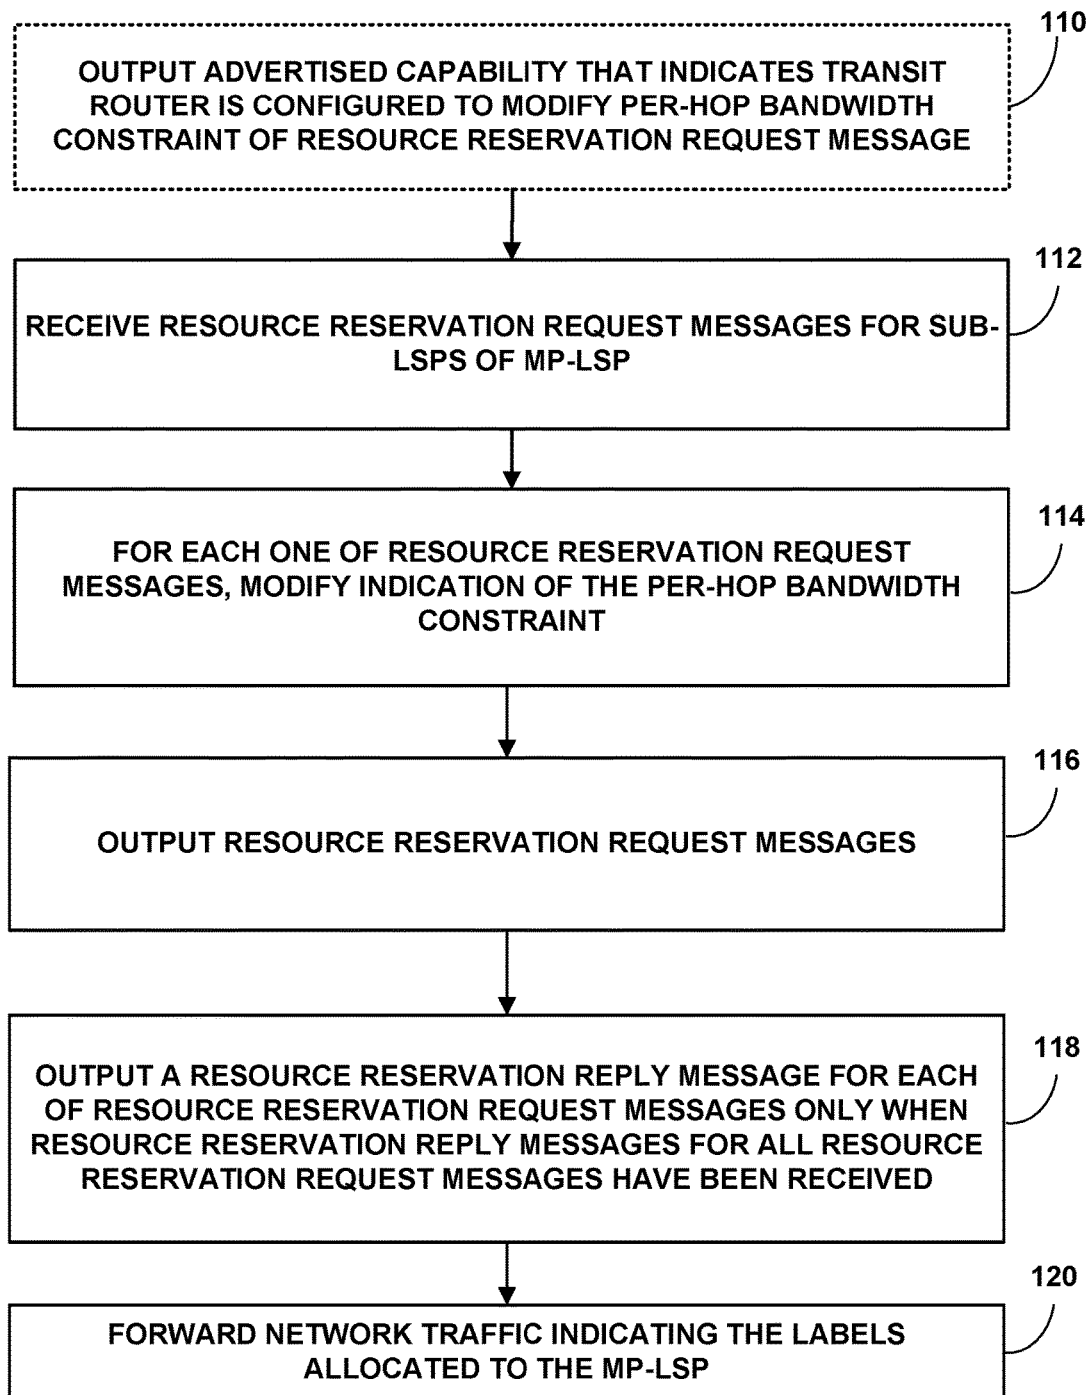 110
OUTPUT ADVERTISED CAPABILITY THAT INDICATES TRANSIT
ROUTER IS CONFIGURED TO MODIFY PER-HOP BANDWIDTH
CONSTRAINT OF RESOURCE RESERVATION REQUEST MESSAGE
112
RECEIVE RESOURCE RESERVATION REQUEST MESSAGES FOR SUB-
LSPS OF MP-LSP
114
FOR EACH ONE OF RESOURCE RESERVATION REQUEST
MESSAGES, MODIFY INDICATION OF THE PER-HOP BANDWIDTH
CONSTRAINT
116
OUTPUT RESOURCE RESERVATION REQUEST MESSAGES
118
OUTPUT A RESOURCE RESERVATION REPLY MESSAGE FOR EACH
OF RESOURCE RESERVATION REQUEST MESSAGES ONLY WHEN
RESOURCE RESERVATION REPLY MESSAGES FOR ALL RESOURCE
RESERVATION REQUEST MESSAGES HAVE BEEN RECEIVED
120
FORWARD NETWORK TRAFFIC INDICATING THE LABELS
ALLOCATED TO THE MP-LSP